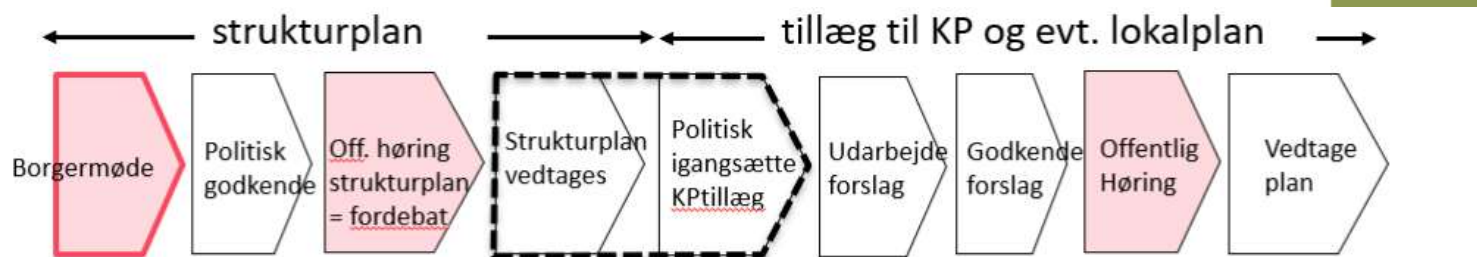 strukturplan
tillæg til KP og evt. lokalplan
Borgermøde
Politisk
godkende
Off. høring
strukturplan
= fordebat
Strukturplan
vedtages
Politisk
igangsætte
KPtillæg
Udarbejde
forslag
Godkende
forslag
Offentlig
Høring
Vedtage
plan